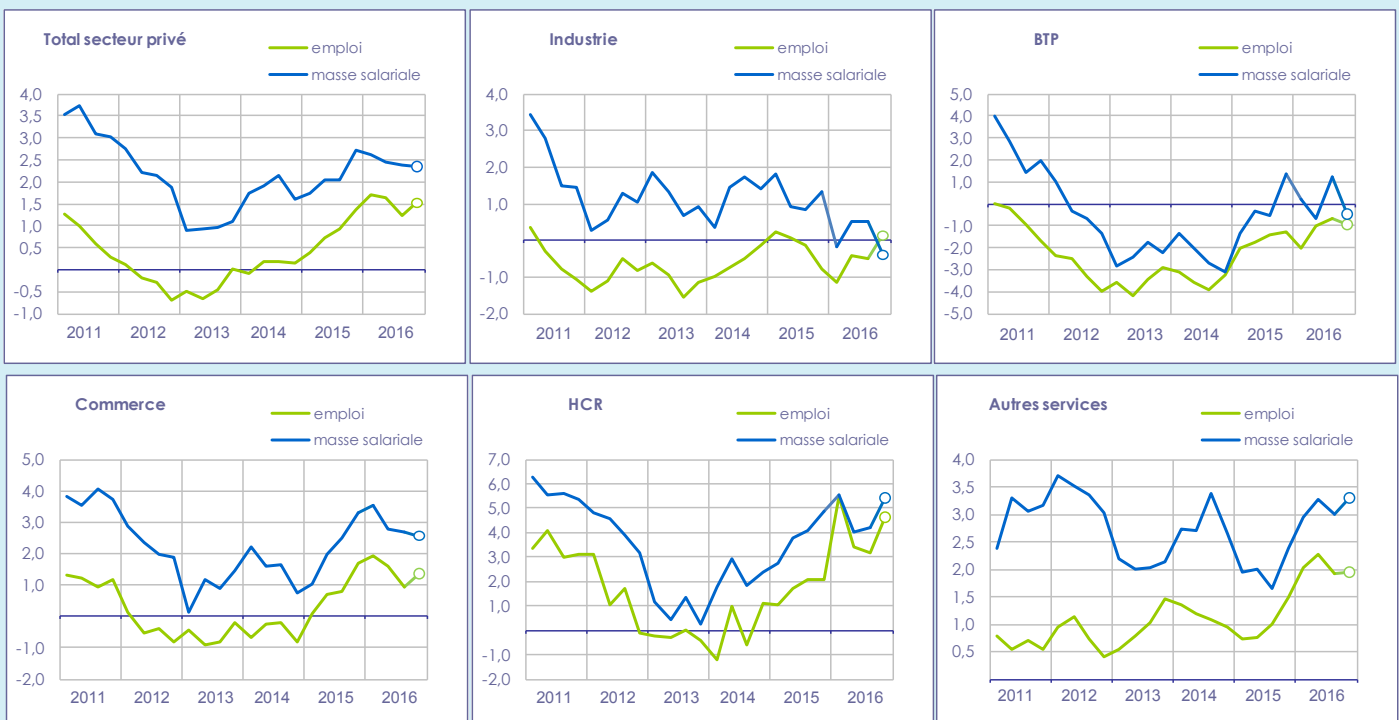 Total secteur privé
emploi
masse salariale
4,0
3,5
3,0
2,5
2,0
1,5
1,0
0,5
-0,5
-1,0
2011 2012 2013 2014 2015 2016
Industrie
emploi
masse salariale
4,0
3,0
2,0
1,0
-1,0
-2,0
2011 2012 2013 2014 2015 2016
BTP
emploi
masse salariale
5,0
4,0
3,0
2,0
1,0
-1,0
-2,0
-3,0
-4,0
-5,0
2011 2012 2013 2014 2015 2016
Commerce
emploi
masse salariale
5,0
4,0
3,0
2,0
1,0
-1,0
-2,0
2011 2012 2013 2014 2015 2016
HCR
emploi
masse salariale
7,0
6,0
5,0
4,0
3,0
2,0
1,0
-1,0
-2,0
2011 2012 2013 2014 2015 2016
Autres services
emploi
masse salariale
4,0
3,5
3,0
2,5
2,0
1,5
1,0
0,5
2011 2012 2013 2014 2015 2016